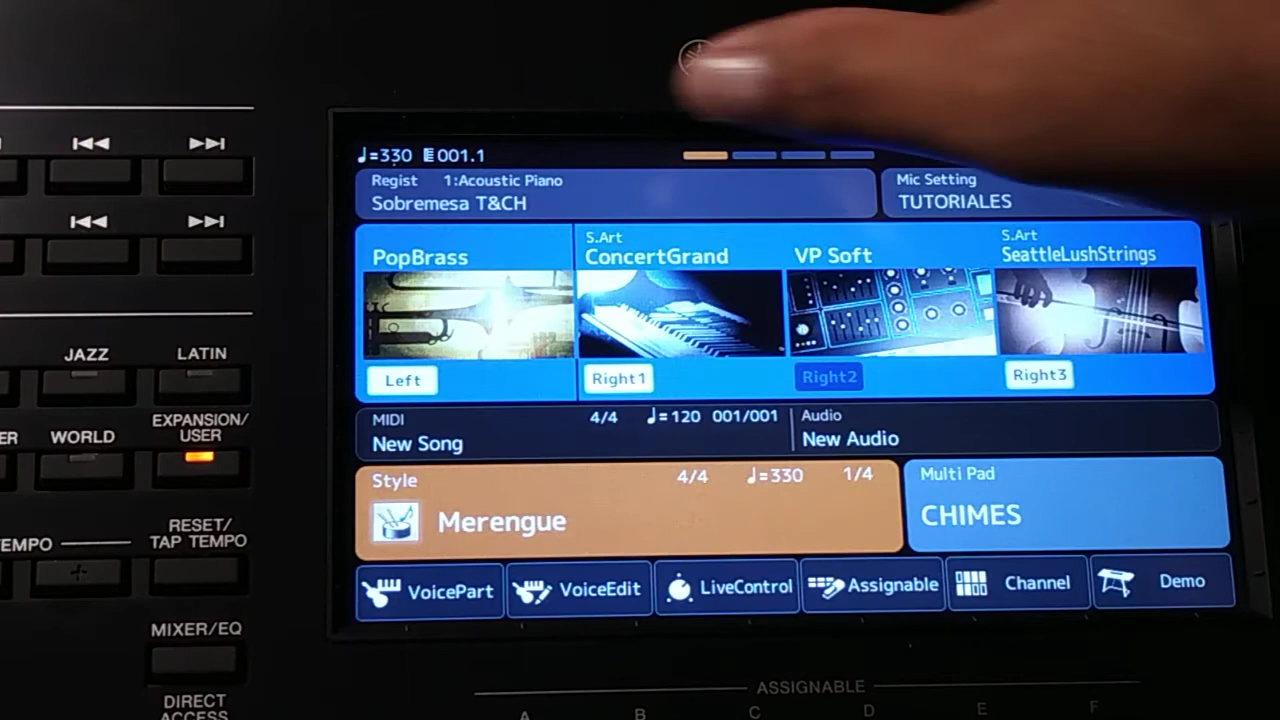 ♩=330 001.1
Regist 1:Acoustic Piano
Sobremesa T&CH
Mic Setting
TUTORIALES
PopBrass
S.Art
ConcertGrand
VP Soft
S.Art
SeattleLushStrings
Left
Right1
Right2
Right3
MIDI 4/4 ♩=120 001/001
New Song
Audio
New Audio
Style 4/4 ♩=330 1/4
Merengue
Multi Pad
CHIMES
VoicePart
VoiceEdit
LiveControl
Assignable
Channel
Demo
JAZZ
LATIN
WORLD
EXPANSION/
USER
RESET/
TAP TEMPO
MIXER/EQ
DIRECT
ACCESS
ASSIGNABLE
A B C D E F